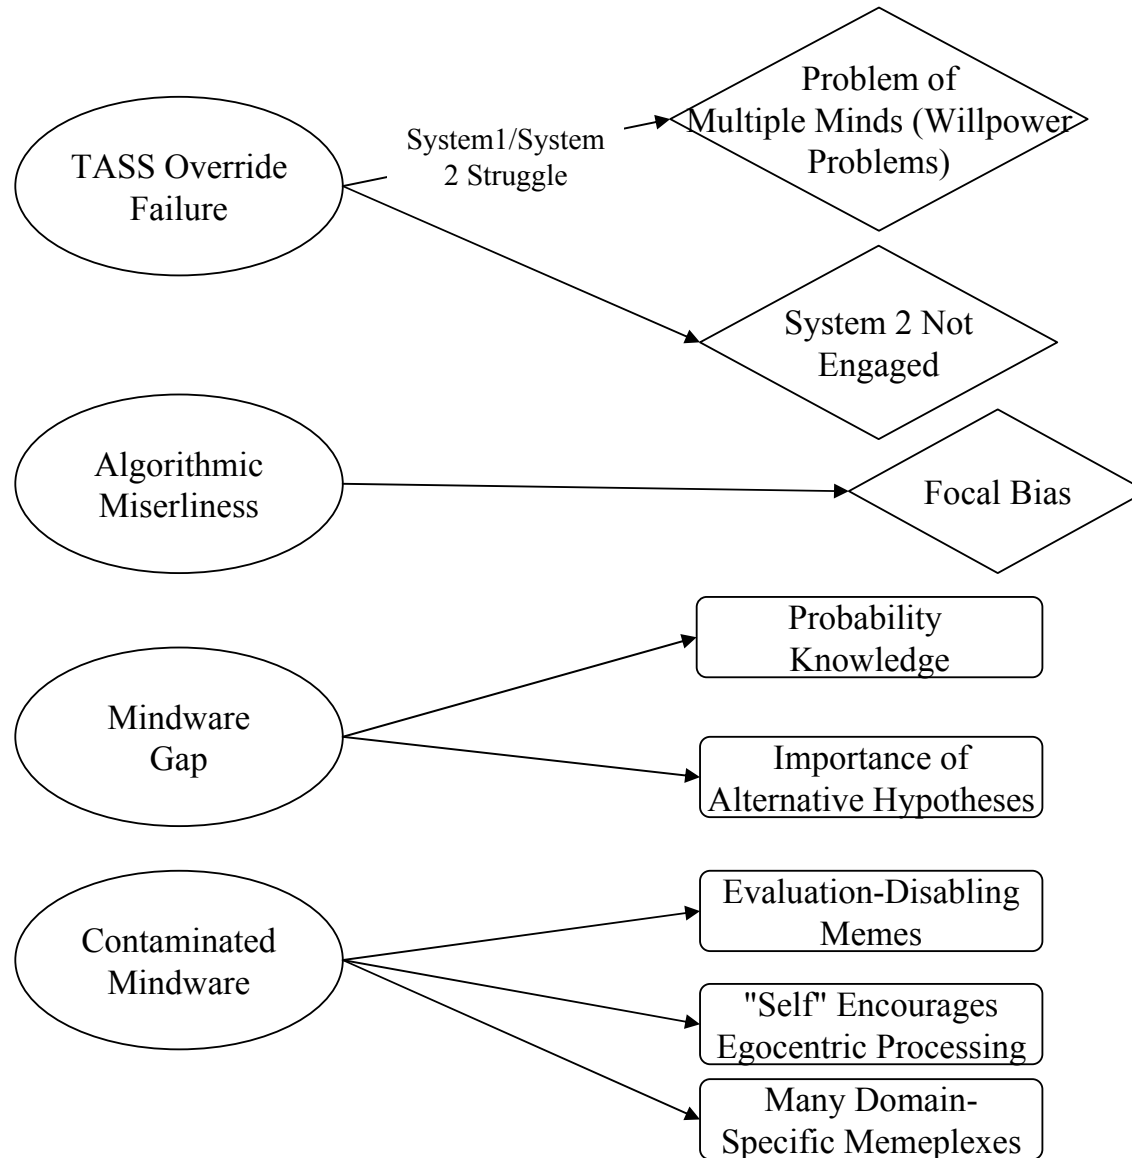 Problem of
Multiple Minds (Willpower
Problems)
System1/System
2 Struggle
TASS Override
Failure
System 2 Not
Engaged
Algorithmic
Miserliness
Focal Bias
Probability
Knowledge
Mindware
Gap
Importance of
Alternative Hypotheses
Evaluation-Disabling
Memes
Contaminated
Mindware
"Self" Encourages
Egocentric Processing
Many Domain-
Specific Memeplexes